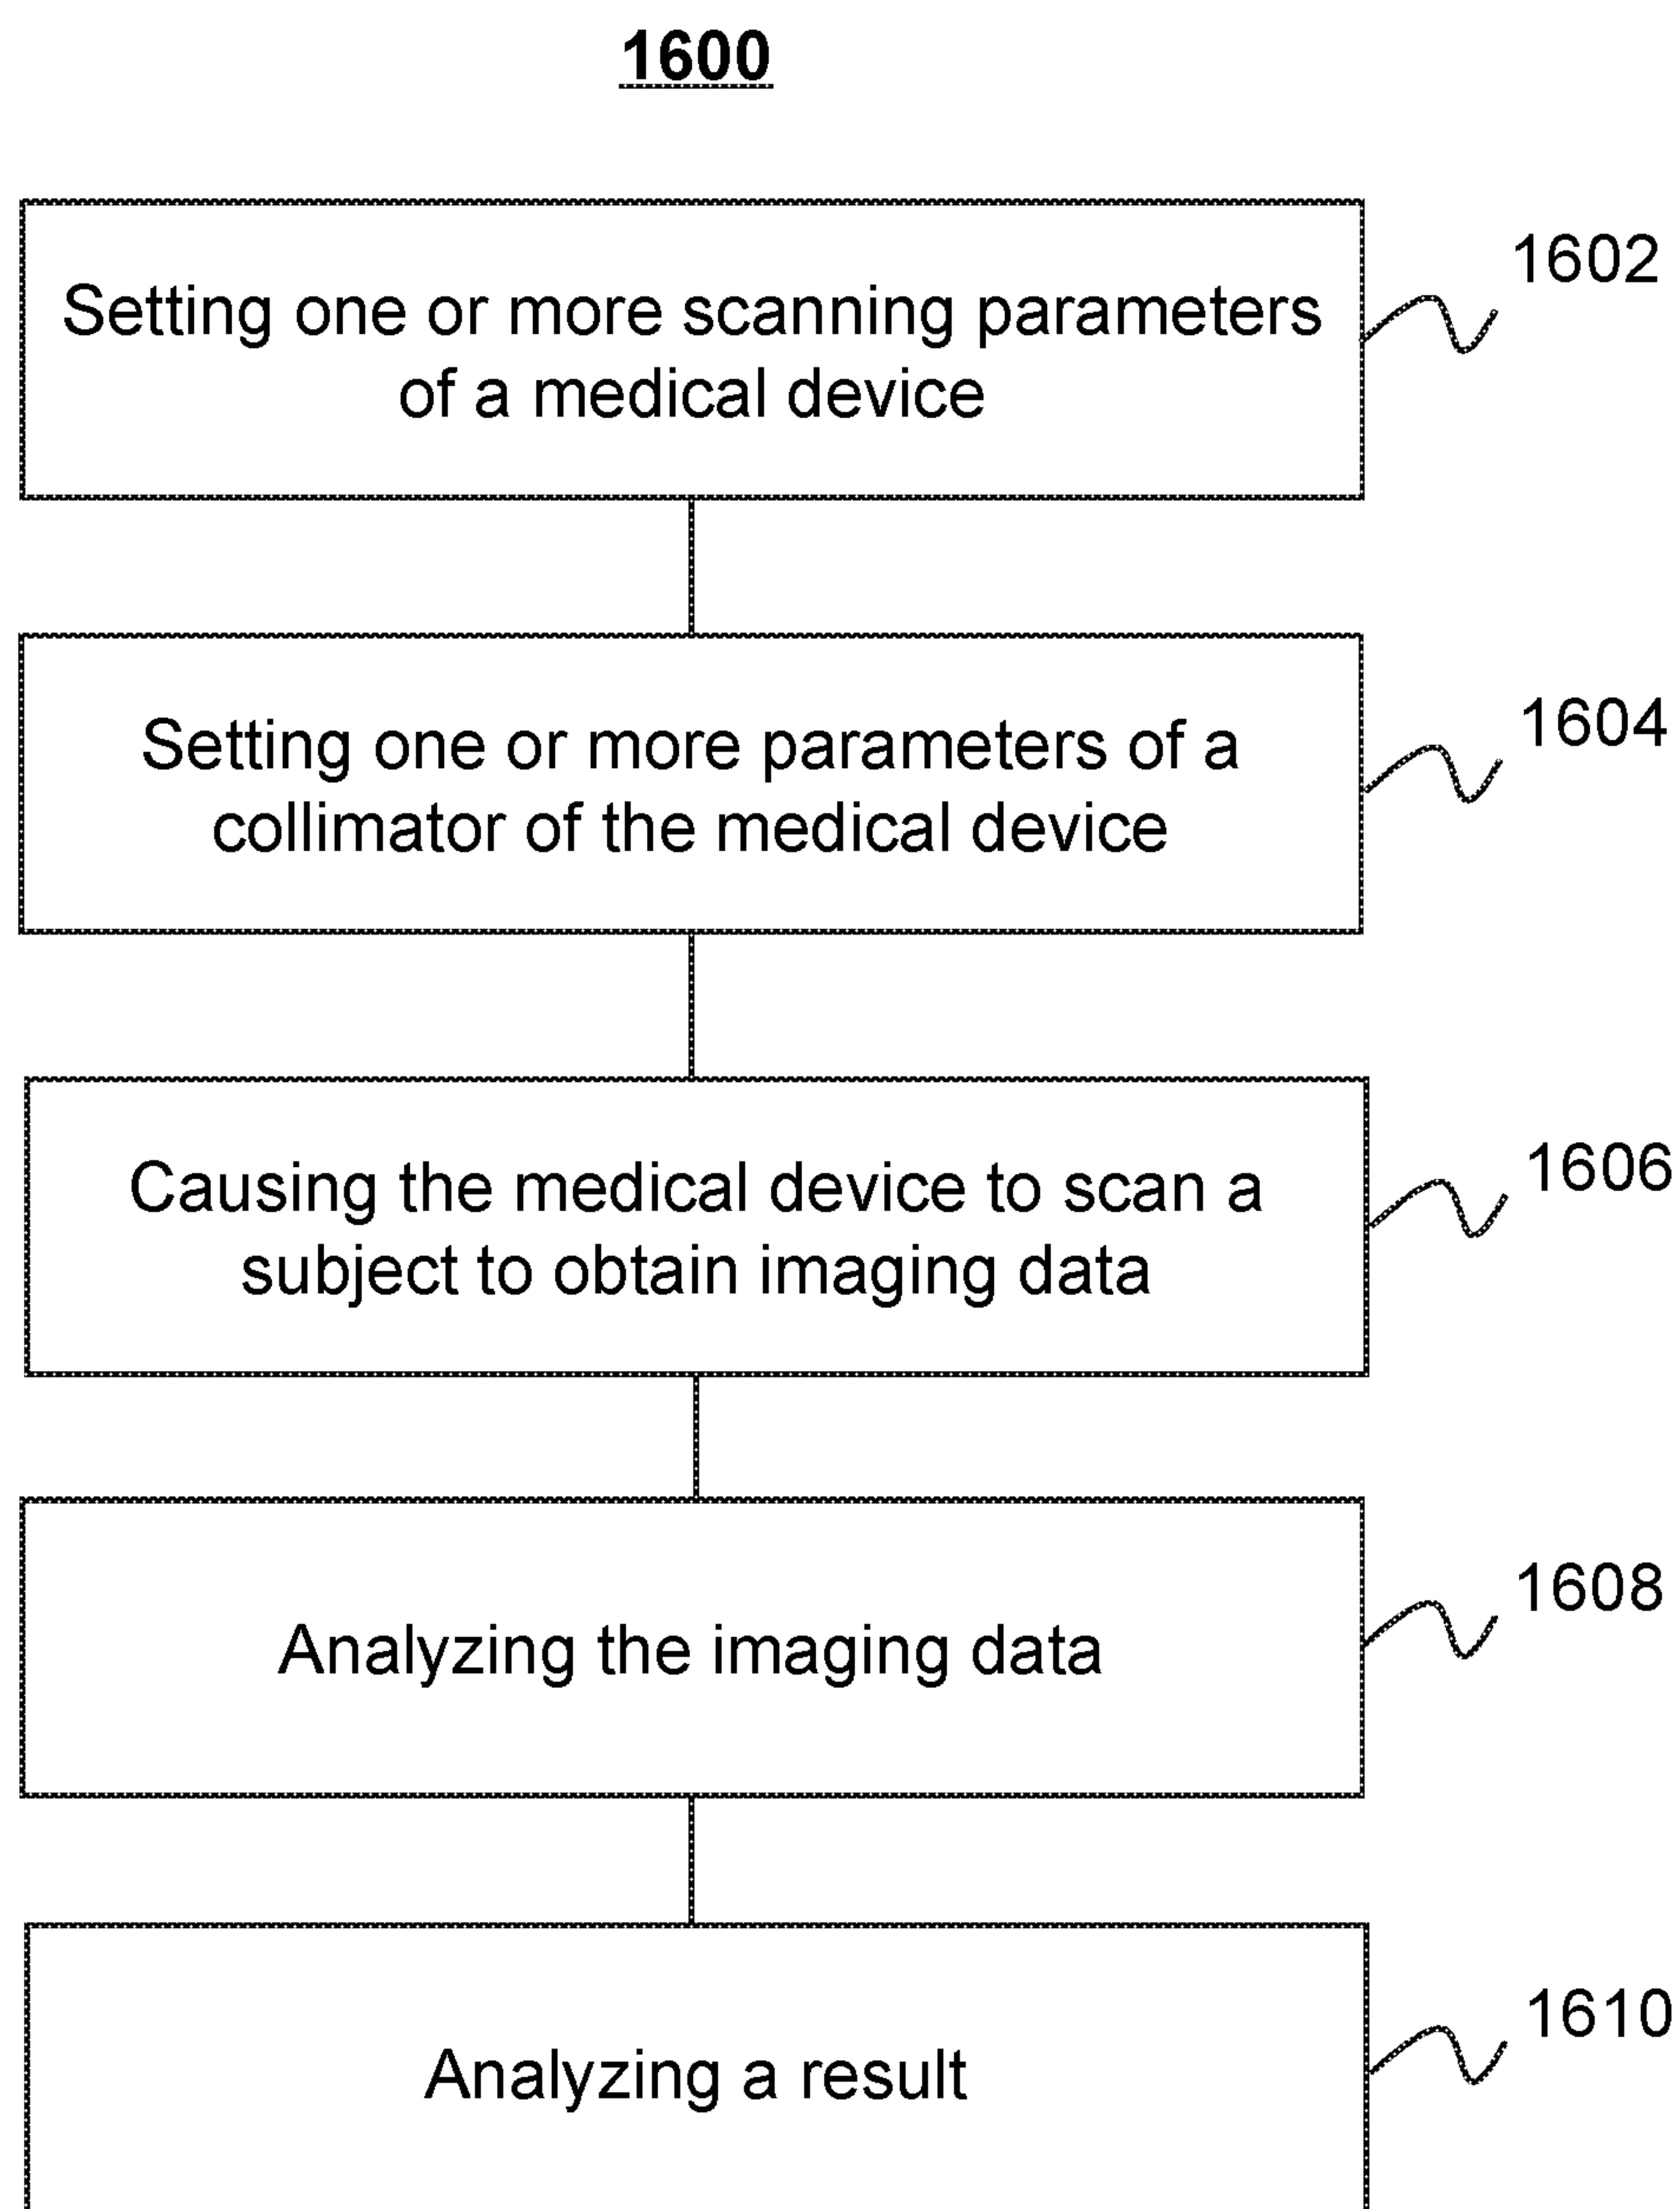 1600
1602
Setting one or more scanning parameters
of a medical device
1604
Setting one or more parameters of a
collimator of the medical device
1606
Causing the medical device to scan a
subject to obtain imaging data
1608
Analyzing the imaging data
1610
Analyzing a result